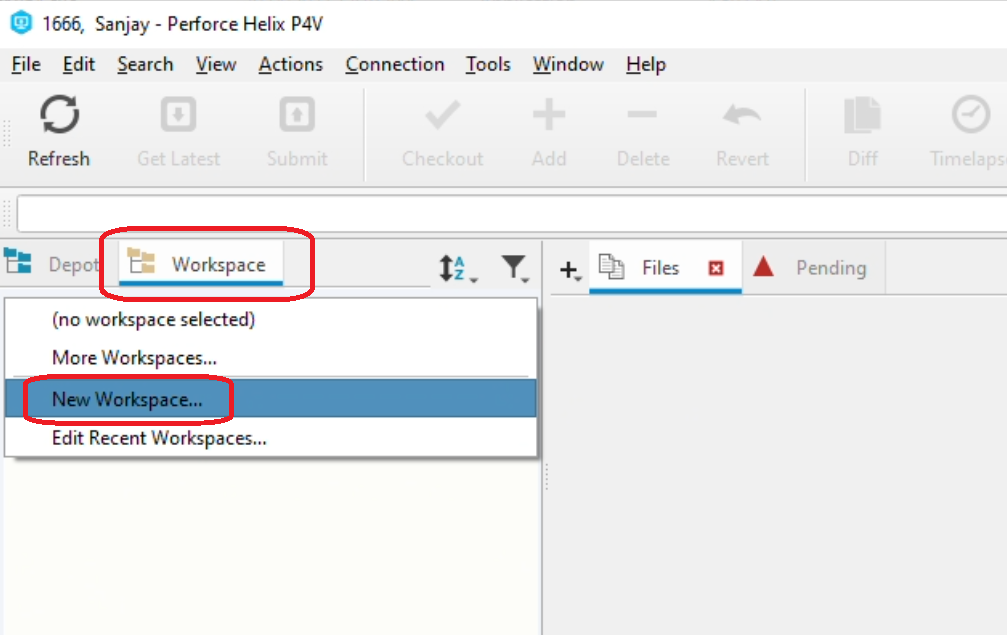 1666, Sanjay - Perforce Helix P4V
File Edit Search View Actions Connection Tools Window Help
Refresh Get Latest Submit Checkout Add Delete Revert Diff Timelaps
Depot Workspace A Z Files Pending
(no workspace selected)
More Workspaces...
New Workspace...
Edit Recent Workspaces...